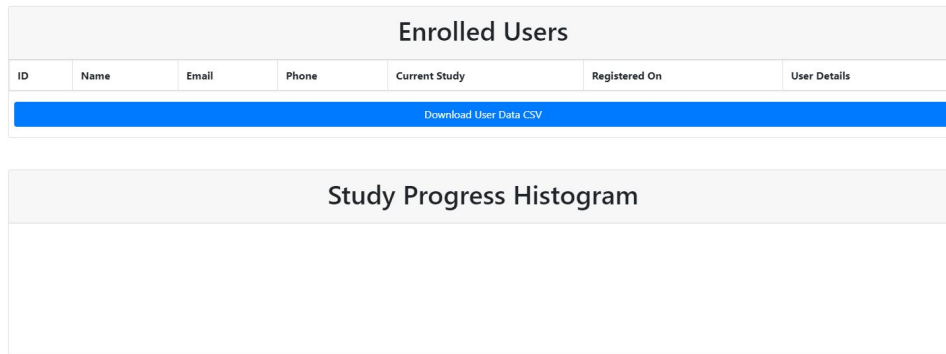 Enrolled Users
ID Name Email Phone Current Study Registered On User Details
Download User Data CSV
Study Progress Histogram